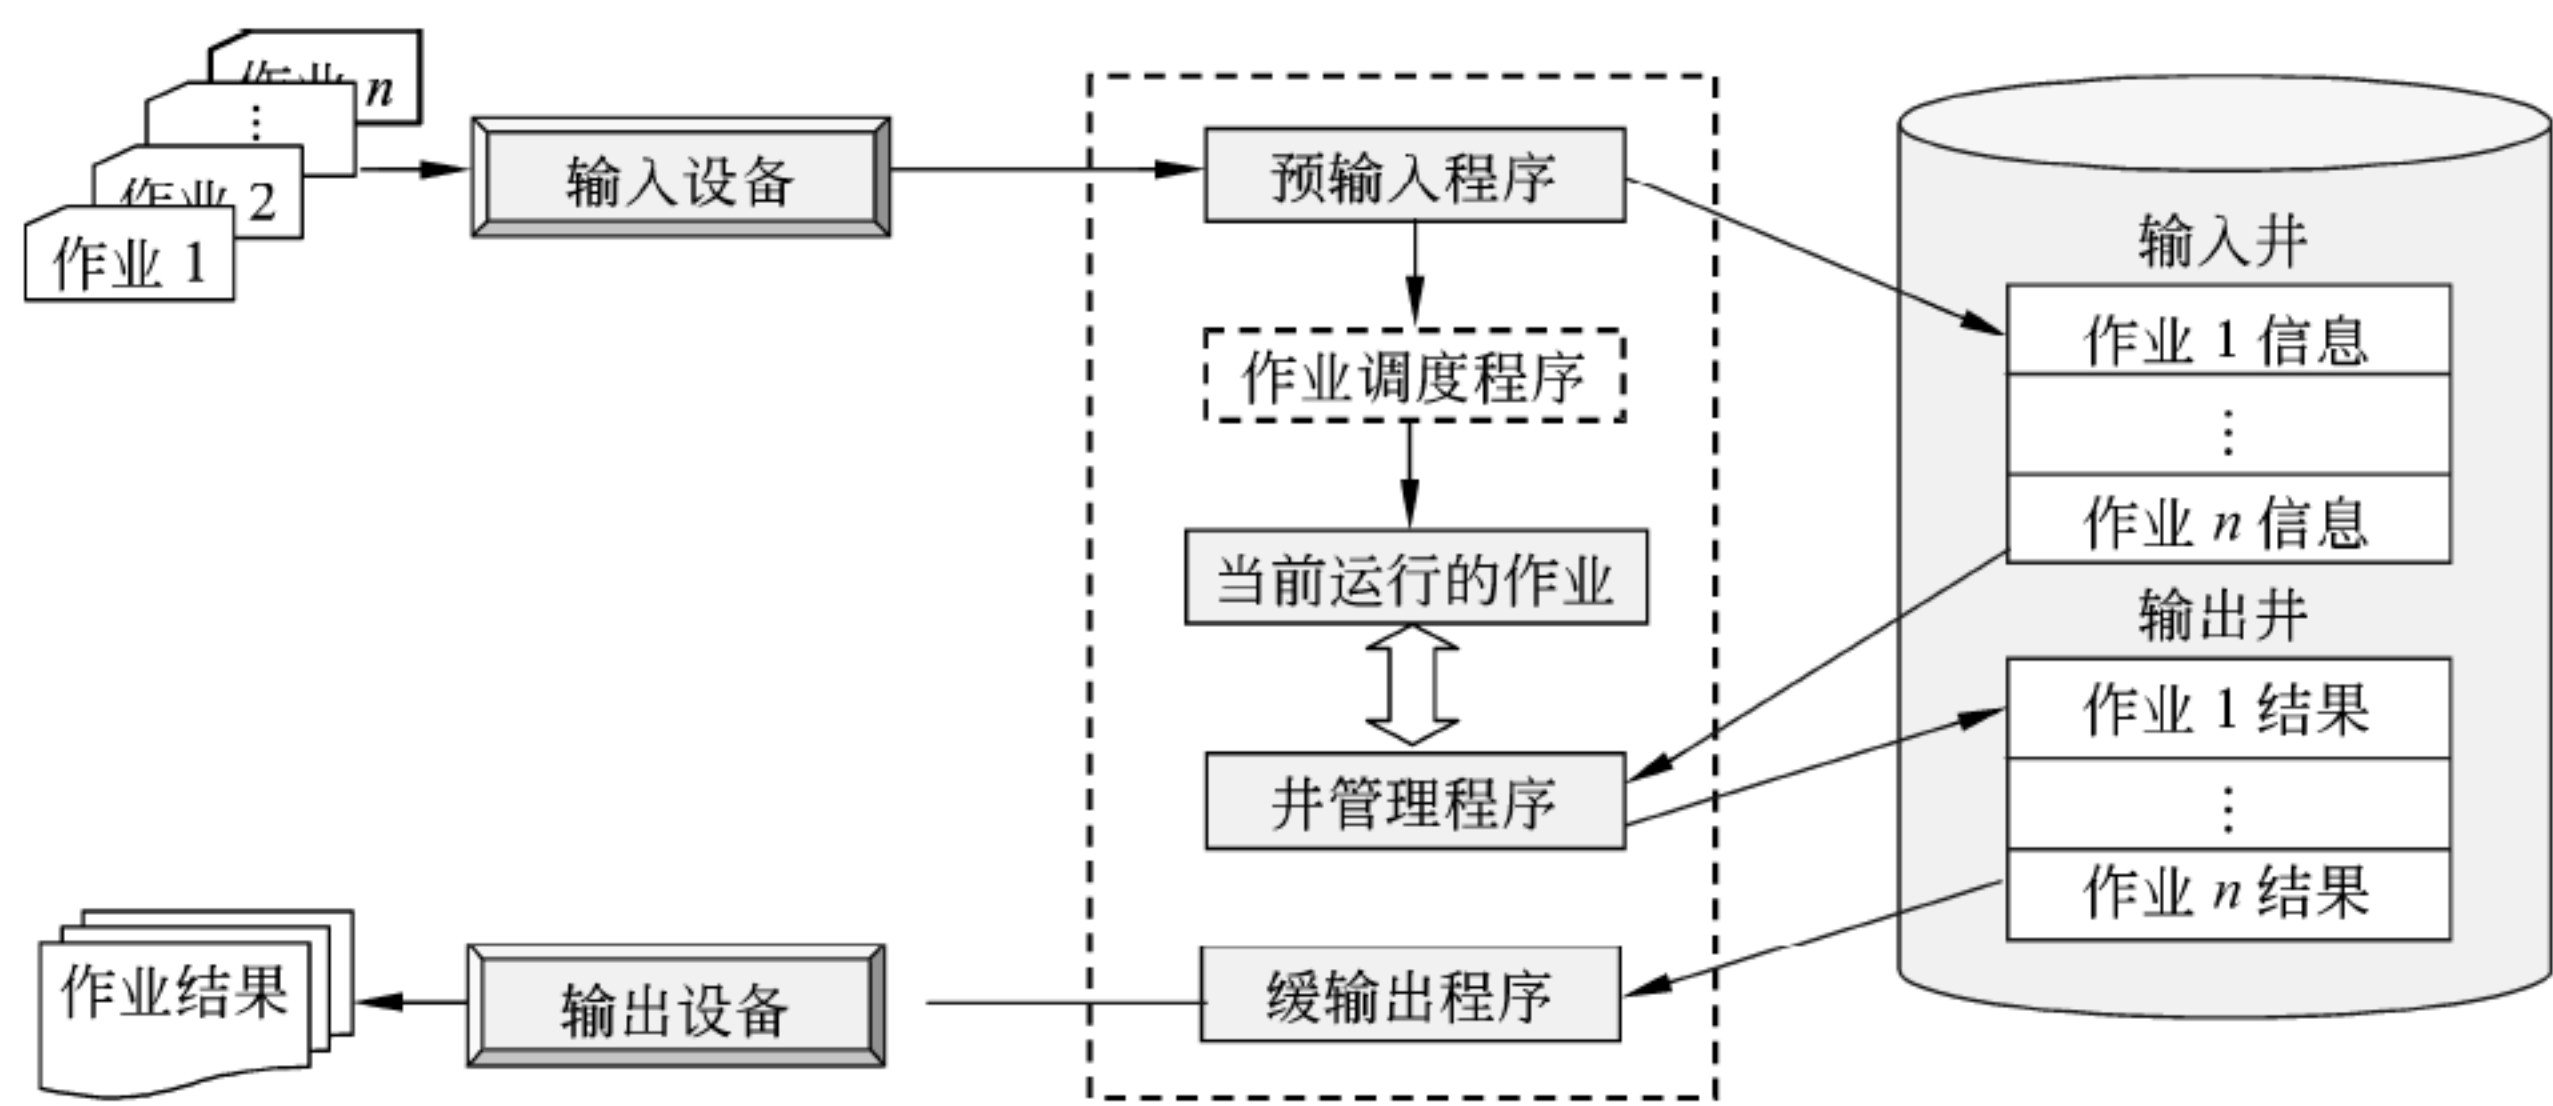 作业 n
⋮
作业 2
作业 1
输入设备
预输入程序
作业调度程序
当前运行的作业
井管理程序
缓输出程序
输出设备
作业结果
输入井
作业 1 信息
⋮
作业 n 信息
输出井
作业 1 结果
⋮
作业 n 结果